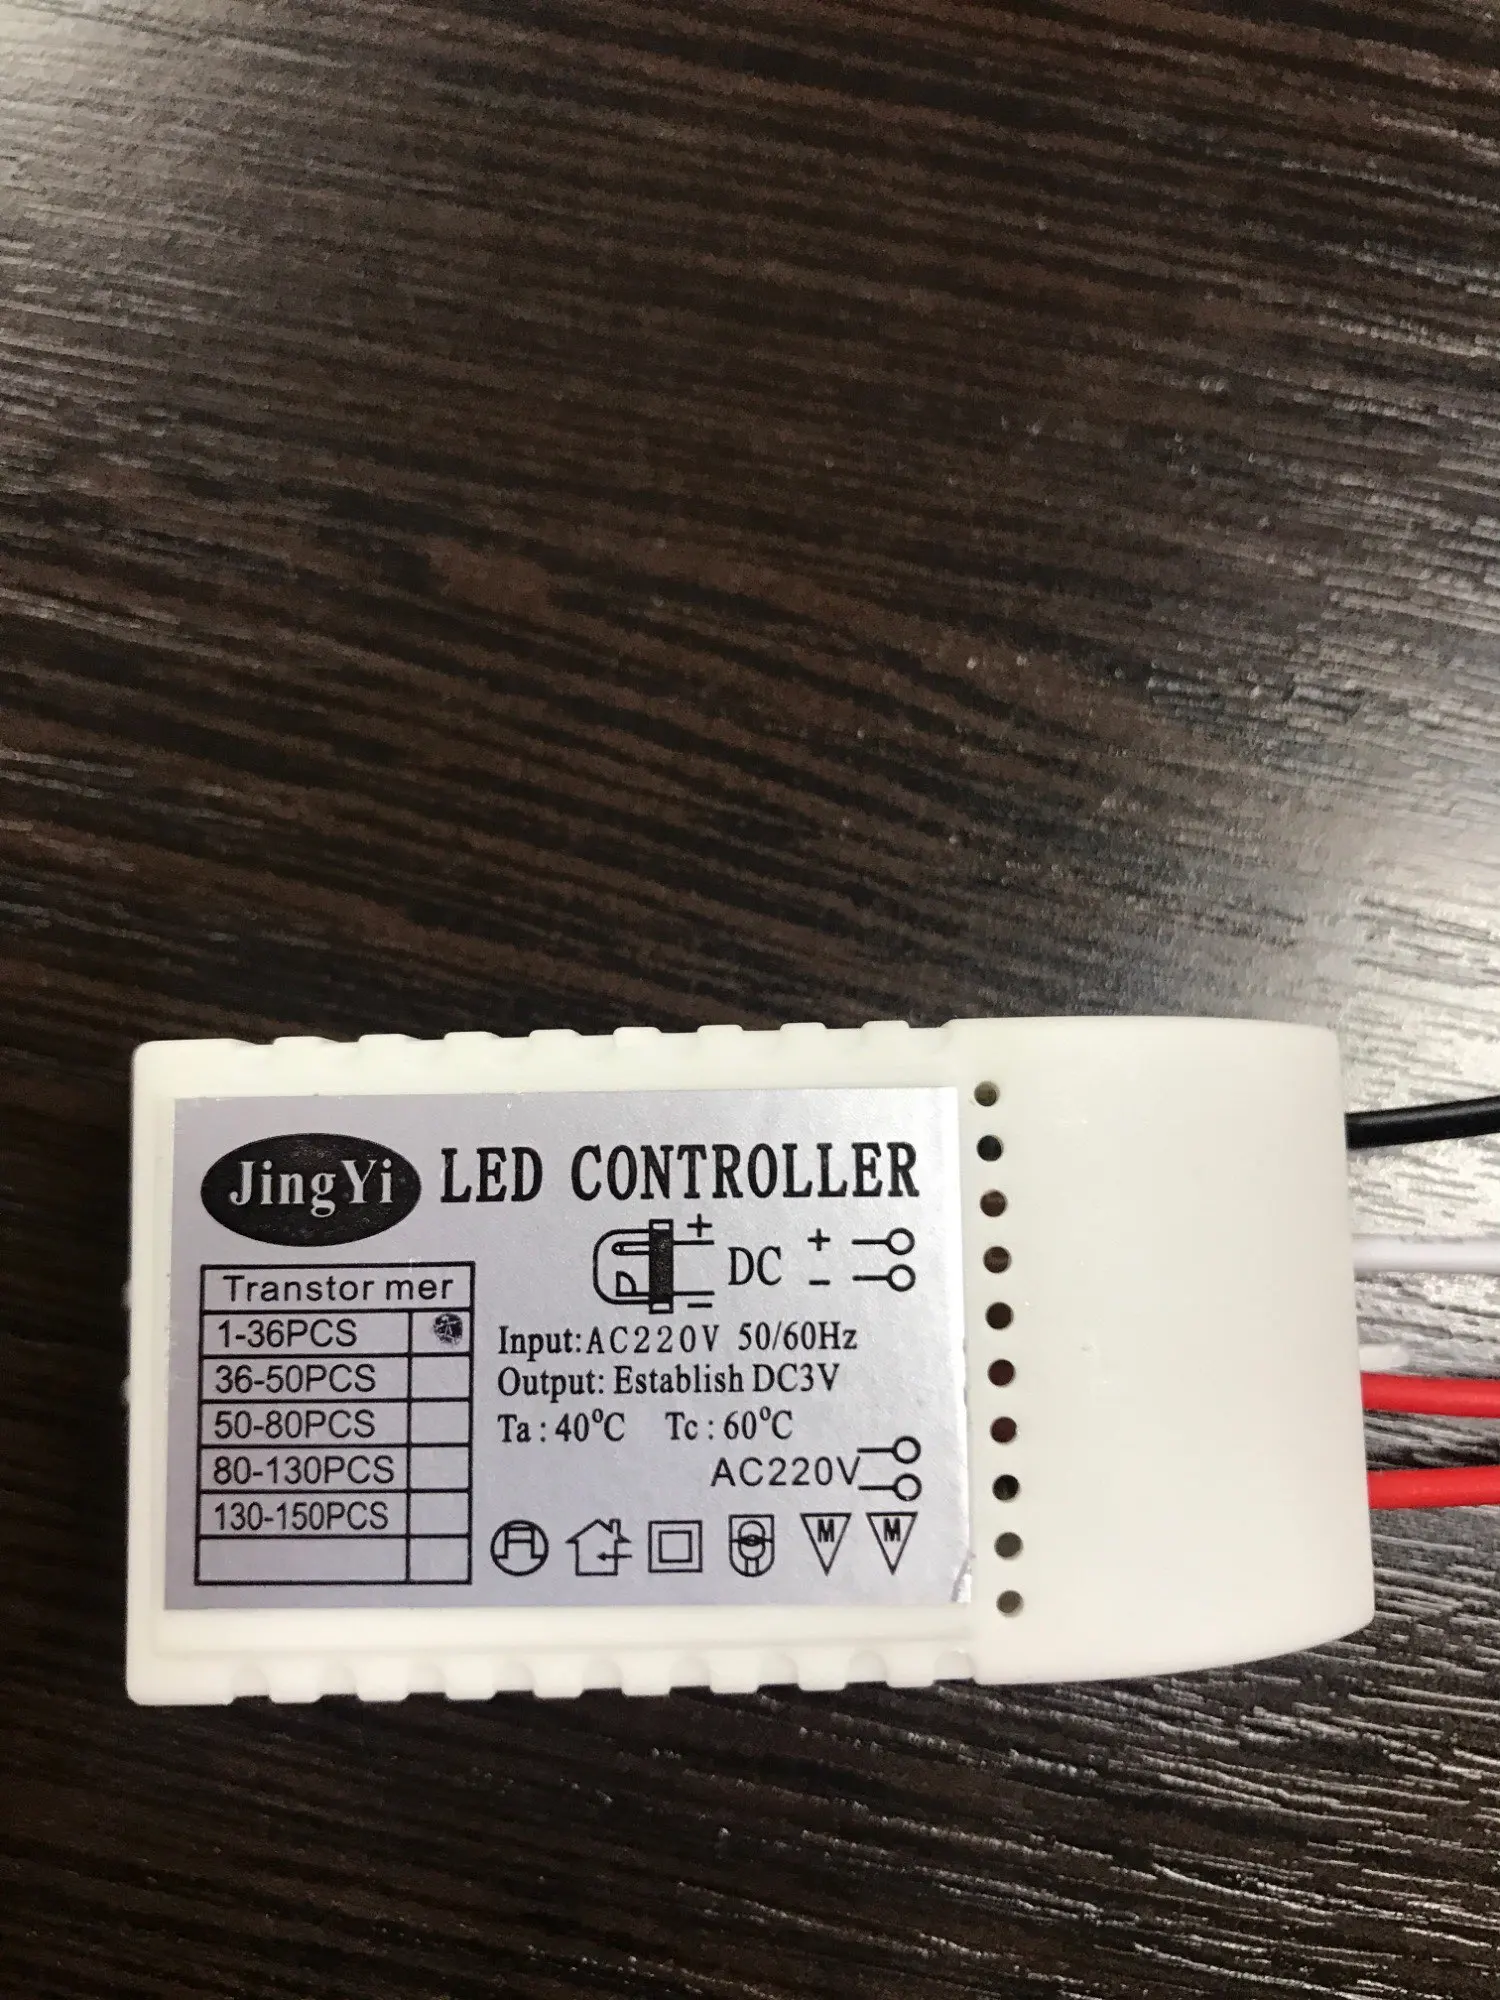 JingYi LED CONTROLLER
+
DC + -
-
Transtor mer
1-36PCS
36-50PCS
50-80PCS
80-130PCS
130-150PCS
Input:AC220V 50/60Hz
Output: Establish DC3V
Ta : 40°C Tc : 60°C
AC220V
M M